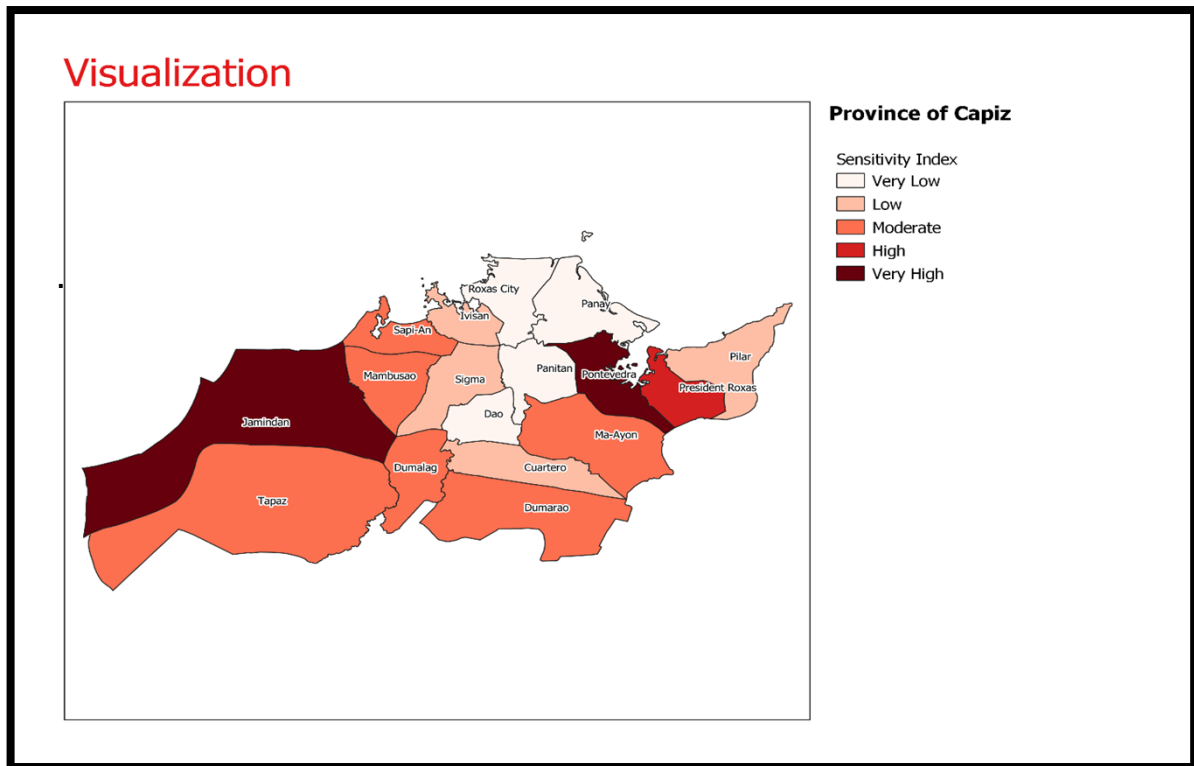 Visualization
Province of Capiz
Sensitivity Index
Very Low
Low
Moderate
High
Very High
Roxas City
Panay
Ivisan
Sapi-An
Pilar
Panitan
Pontevedra
Mambusao
Sigma
President Roxas
Dao
Jamindan
Ma-Ayon
Dumalag
Cuartero
Tapaz
Dumarao